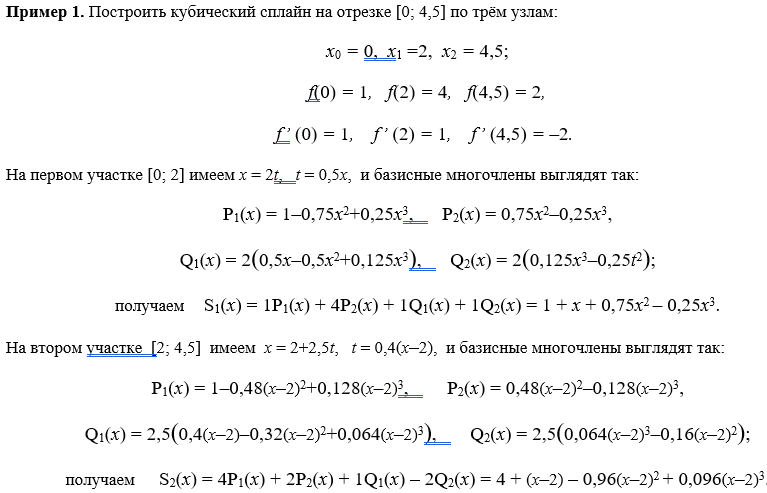 Пример 1. Построить кубический сплайн на отрезке [0; 4,5] по трём узлам:
x₀ = 0, x₁ =2, x₂ = 4,5;
f(0) = 1, f(2) = 4, f(4,5) = 2,
f’ (0) = 1, f’ (2) = 1, f’ (4,5) = –2.
На первом участке [0; 2] имеем x = 2t, t = 0,5x, и базисные многочлены выглядят так:
P₁(x) = 1–0,75x²+0,25x³, P₂(x) = 0,75x²–0,25x³,
Q₁(x) = 2(0,5x–0,5x²+0,125x³), Q₂(x) = 2(0,125x³–0,25t²);
получаем S₁(x) = 1P₁(x) + 4P₂(x) + 1Q₁(x) + 1Q₂(x) = 1 + x + 0,75x² – 0,25x³.
На втором участке [2; 4,5] имеем x = 2+2,5t, t = 0,4(x–2), и базисные многочлены выглядят так:
P₁(x) = 1–0,48(x–2)²+0,128(x–2)³, P₂(x) = 0,48(x–2)²–0,128(x–2)³,
Q₁(x) = 2,5(0,4(x–2)–0,32(x–2)²+0,064(x–2)³), Q₂(x) = 2,5(0,064(x–2)³–0,16(x–2)²);
получаем S₂(x) = 4P₁(x) + 2P₂(x) + 1Q₁(x) – 2Q₂(x) = 4 + (x–2) – 0,96(x–2)² + 0,096(x–2)³.